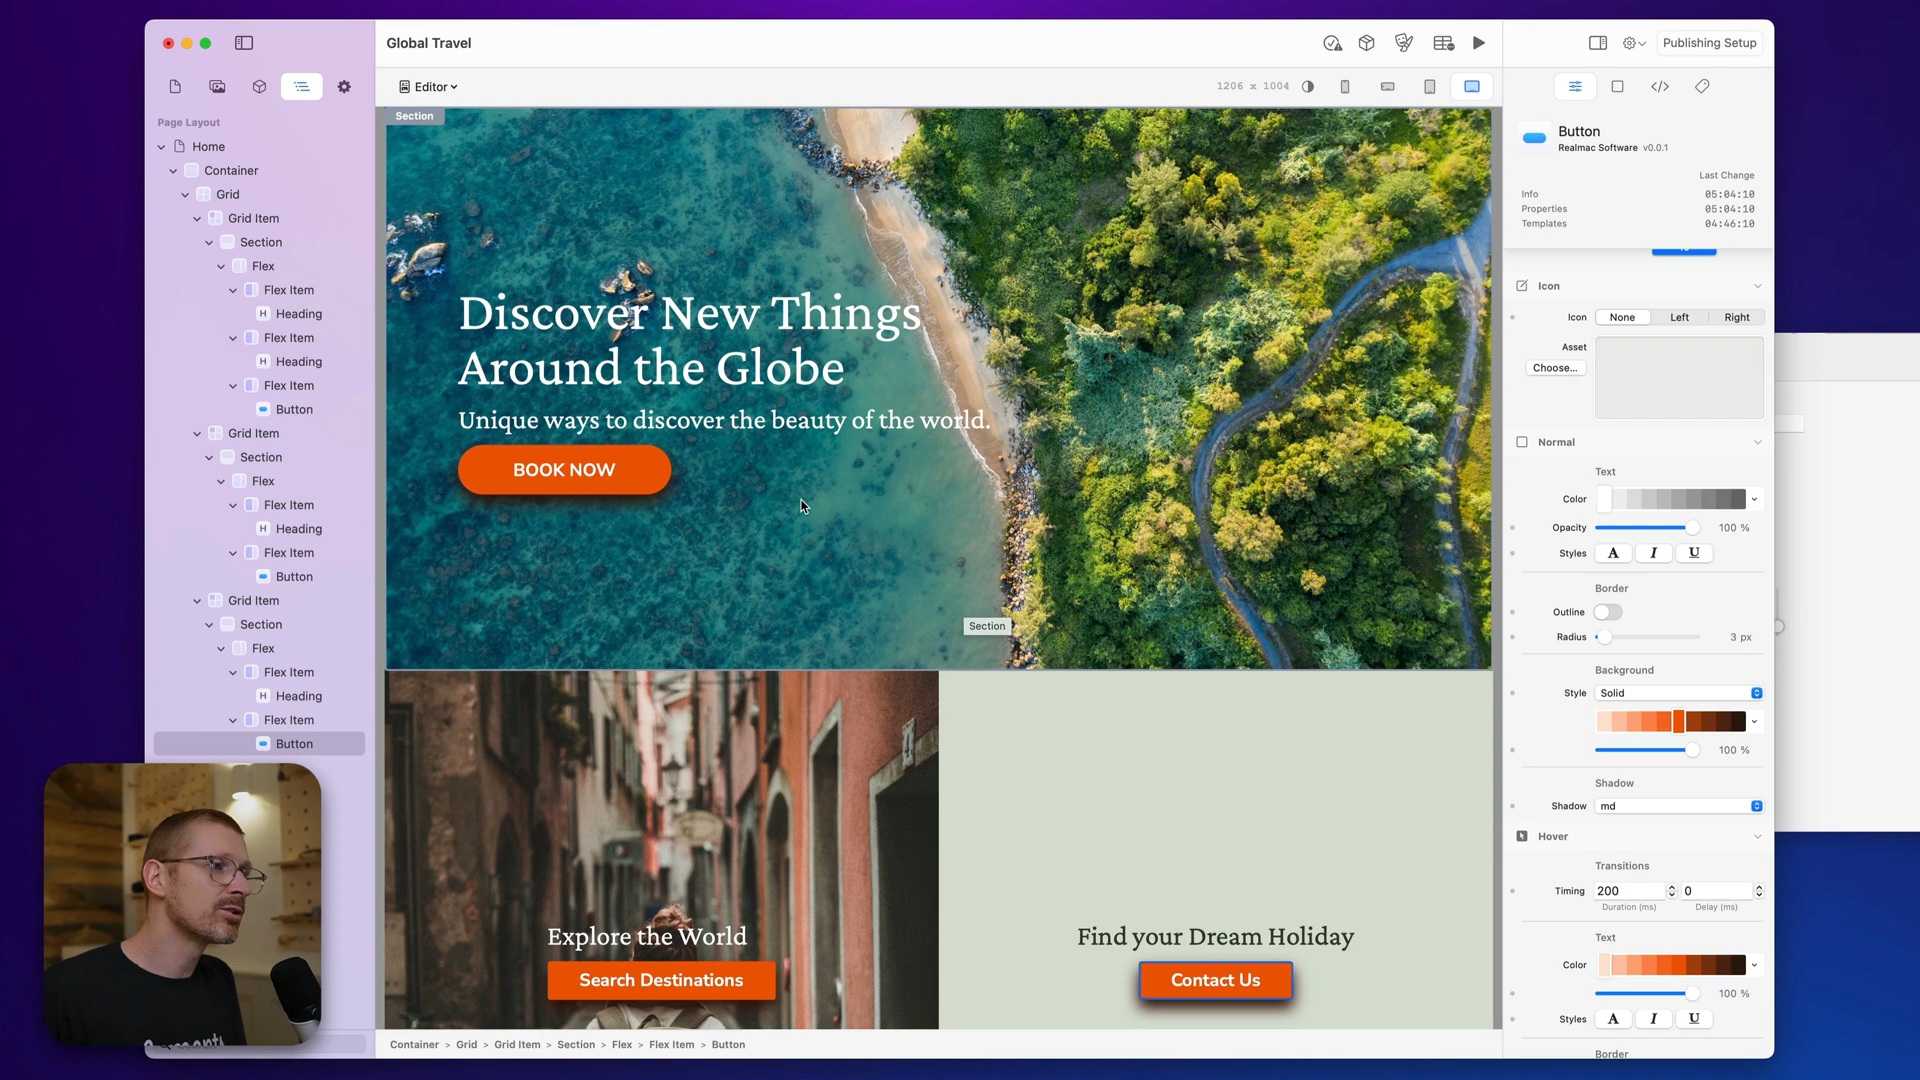 Global Travel
Publishing Setup
Editor
1206 x 1004
Page Layout
Home
Container
Grid
Grid Item
Section
Flex
Flex Item
Heading
Flex Item
Heading
Flex Item
Button
Grid Item
Section
Flex
Flex Item
Heading
Flex Item
Button
Grid Item
Section
Flex
Flex Item
Heading
Flex Item
Button
Section
Discover New Things
Around the Globe
Unique ways to discover the beauty of the world.
BOOK NOW
Section
Explore the World
Search Destinations
Find your Dream Holiday
Contact Us
Container > Grid > Grid Item > Section > Flex > Flex Item > Button
Button
Realmac Software v0.0.1
Last Change
Info 05:04:10
Properties 05:04:10
Templates 04:46:10
Icon
Icon None Left Right
Asset
Choose...
Normal
Text
Color
Opacity 100 %
Styles A I U
Border
Outline
Radius 3 px
Background
Style Solid
100 %
Shadow
Shadow md
Hover
Transitions
Timing 200 0
Duration (ms) Delay (ms)
Text
Color
100 %
Styles A I U
Border